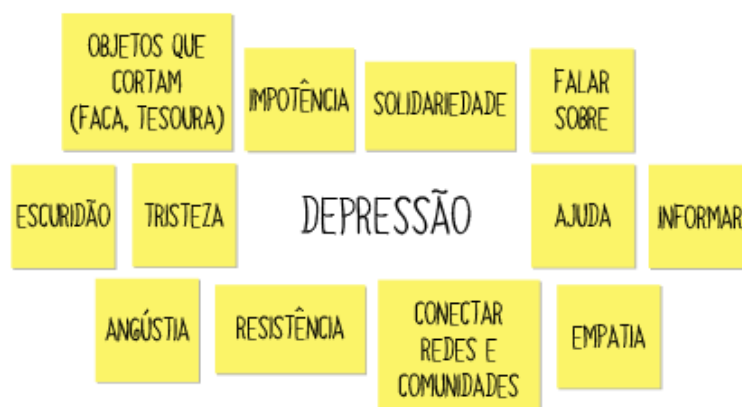 OBJETOS QUE
CORTAM
(FACA, TESOURA)
IMPOTÊNCIA
SOLIDARIEDADE
FALAR
SOBRE
ESCURIDÃO
TRISTEZA
DEPRESSÃO
AJUDA
INFORMAR
ANGÚSTIA
RESISTÊNCIA
CONECTAR
REDES E
COMUNIDADES
EMPATIA